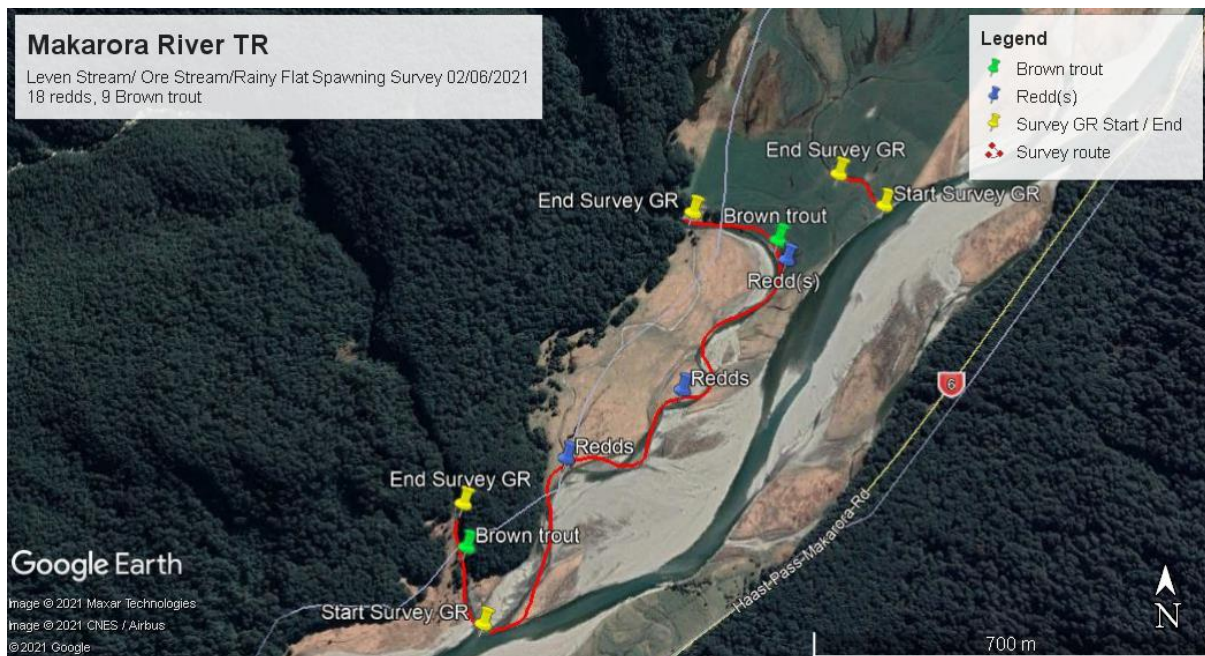 Makarora River TR
Leven Stream/ Ore Stream/Rainy Flat Spawning Survey 02/06/2021
18 redds, 9 Brown trout
Legend
Brown trout
Redd(s)
Survey GR Start / End
Survey route
End Survey GR
Start Survey GR
End Survey GR
Brown trout
Redd(s)
Redds
6
Redds
End Survey GR
Brown trout
Haast-Pass-Makarora-Rd
Start Survey GR
Google Earth
Image © 2021 Maxar Technologies
Image © 2021 CNES / Airbus
© 2021 Google
N
700 m